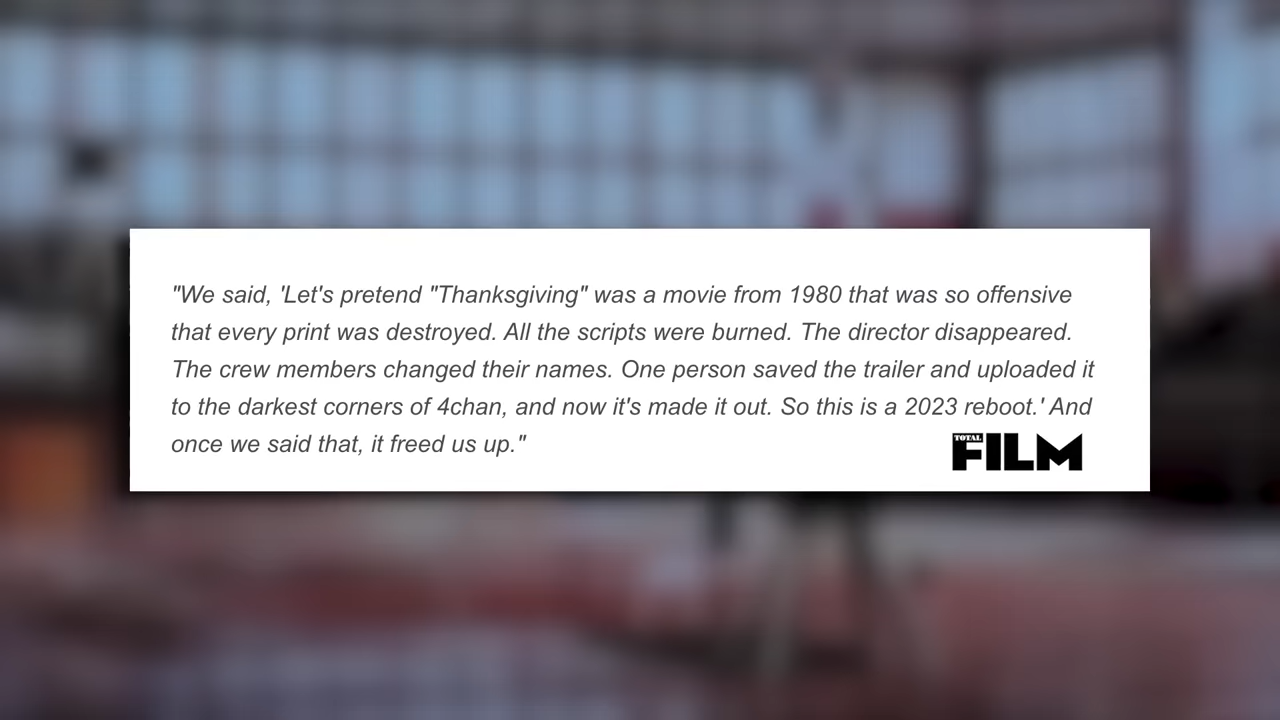 "We said, 'Let's pretend "Thanksgiving" was a movie from 1980 that was so offensive
that every print was destroyed. All the scripts were burned. The director disappeared.
The crew members changed their names. One person saved the trailer and uploaded it
to the darkest corners of 4chan, and now it's made it out. So this is a 2023 reboot.' And
once we said that, it freed us up."
TOTAL
FILM